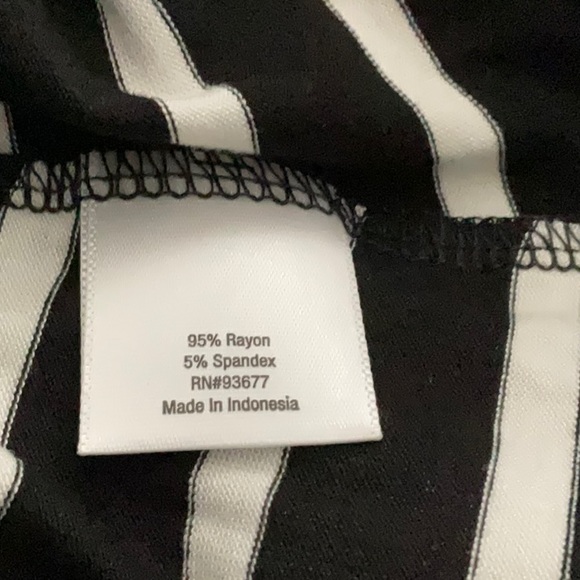 95% Rayon
5% Spandex
RN#93677
Made In Indonesia